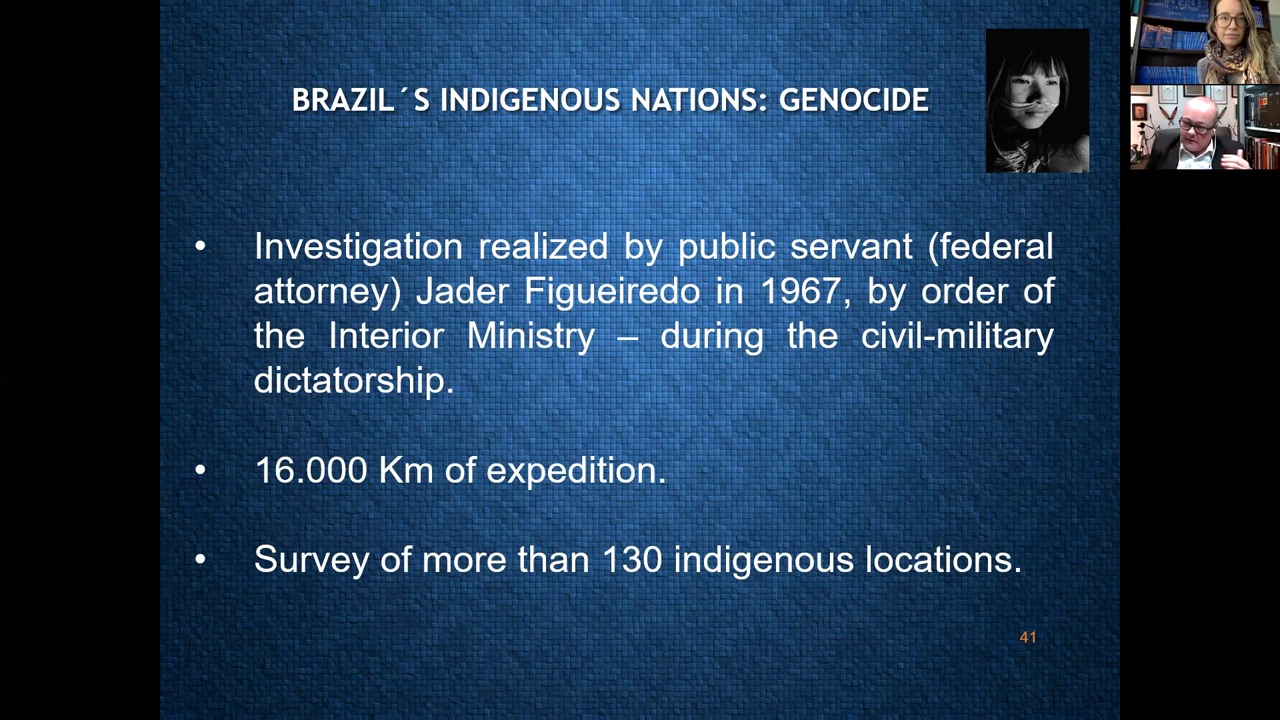 BRAZIL´S INDIGENOUS NATIONS: GENOCIDE
• Investigation realized by public servant (federal
attorney) Jader Figueiredo in 1967, by order of
the Interior Ministry – during the civil-military
dictatorship.
• 16.000 Km of expedition.
• Survey of more than 130 indigenous locations.
41